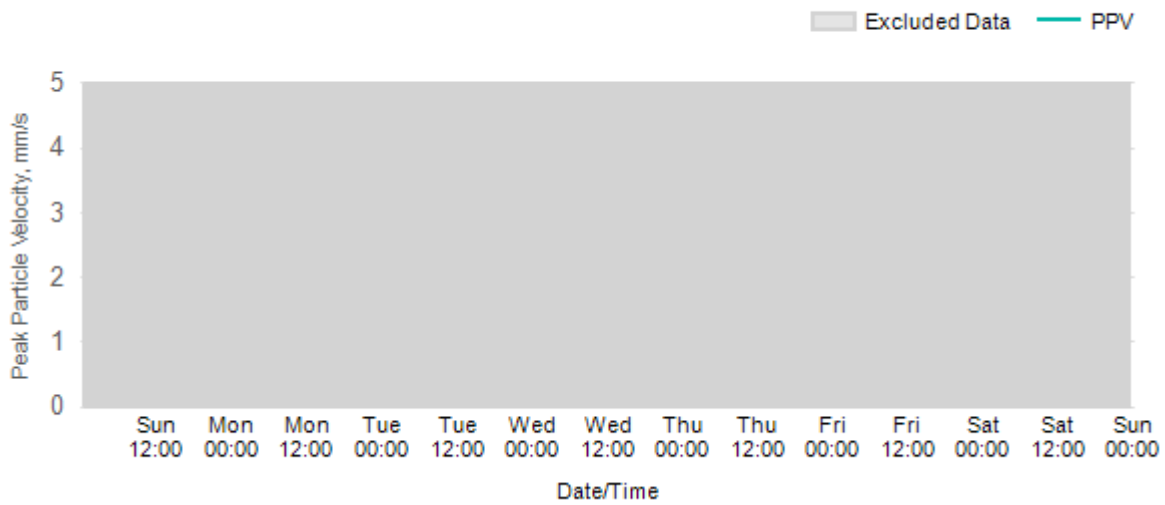 Excluded Data PPV
Peak Particle Velocity, mm/s
5
4
3
2
1
0
Sun Mon Mon Tue Tue Wed Wed Thu Thu Fri Fri Sat Sat Sun
12:00 00:00 12:00 00:00 12:00 00:00 12:00 00:00 12:00 00:00 12:00 00:00 12:00 00:00
Date/Time